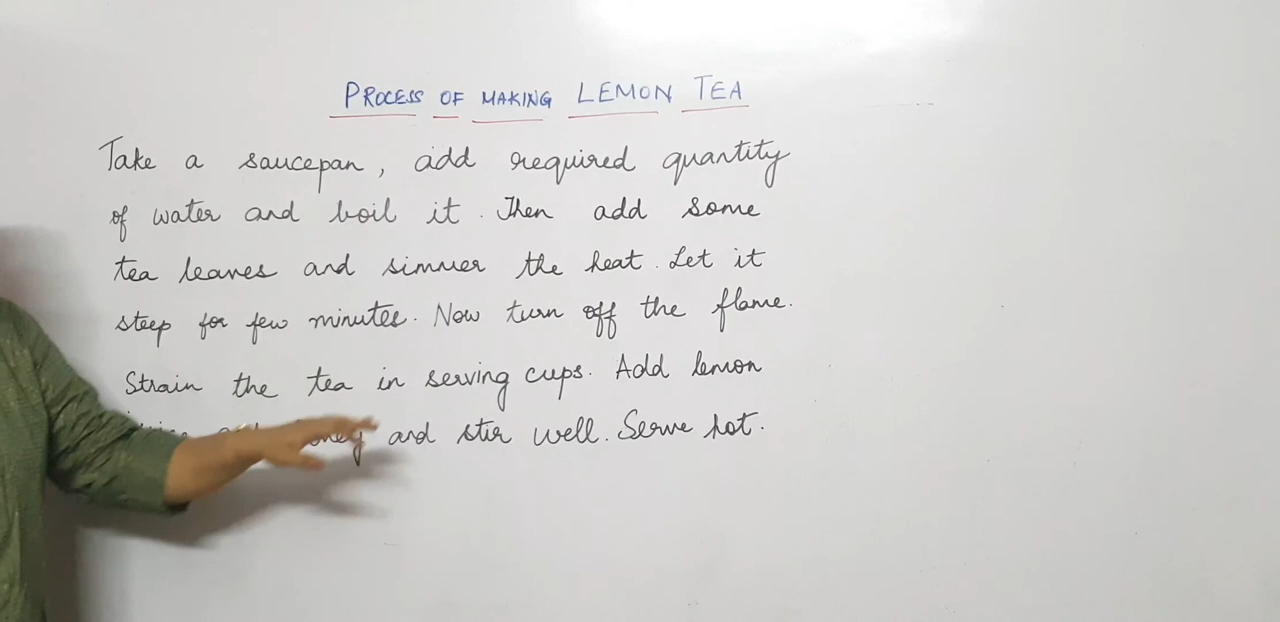 PROCESS OF MAKING LEMON TEA
Take a saucepan, add required quantity
of water and boil it. Then add some
tea leaves and simmer the heat. Let it
steep for few minutes. Now turn off the flame.
Strain the tea in serving cups. Add lemon
and stir well. Serve hot.